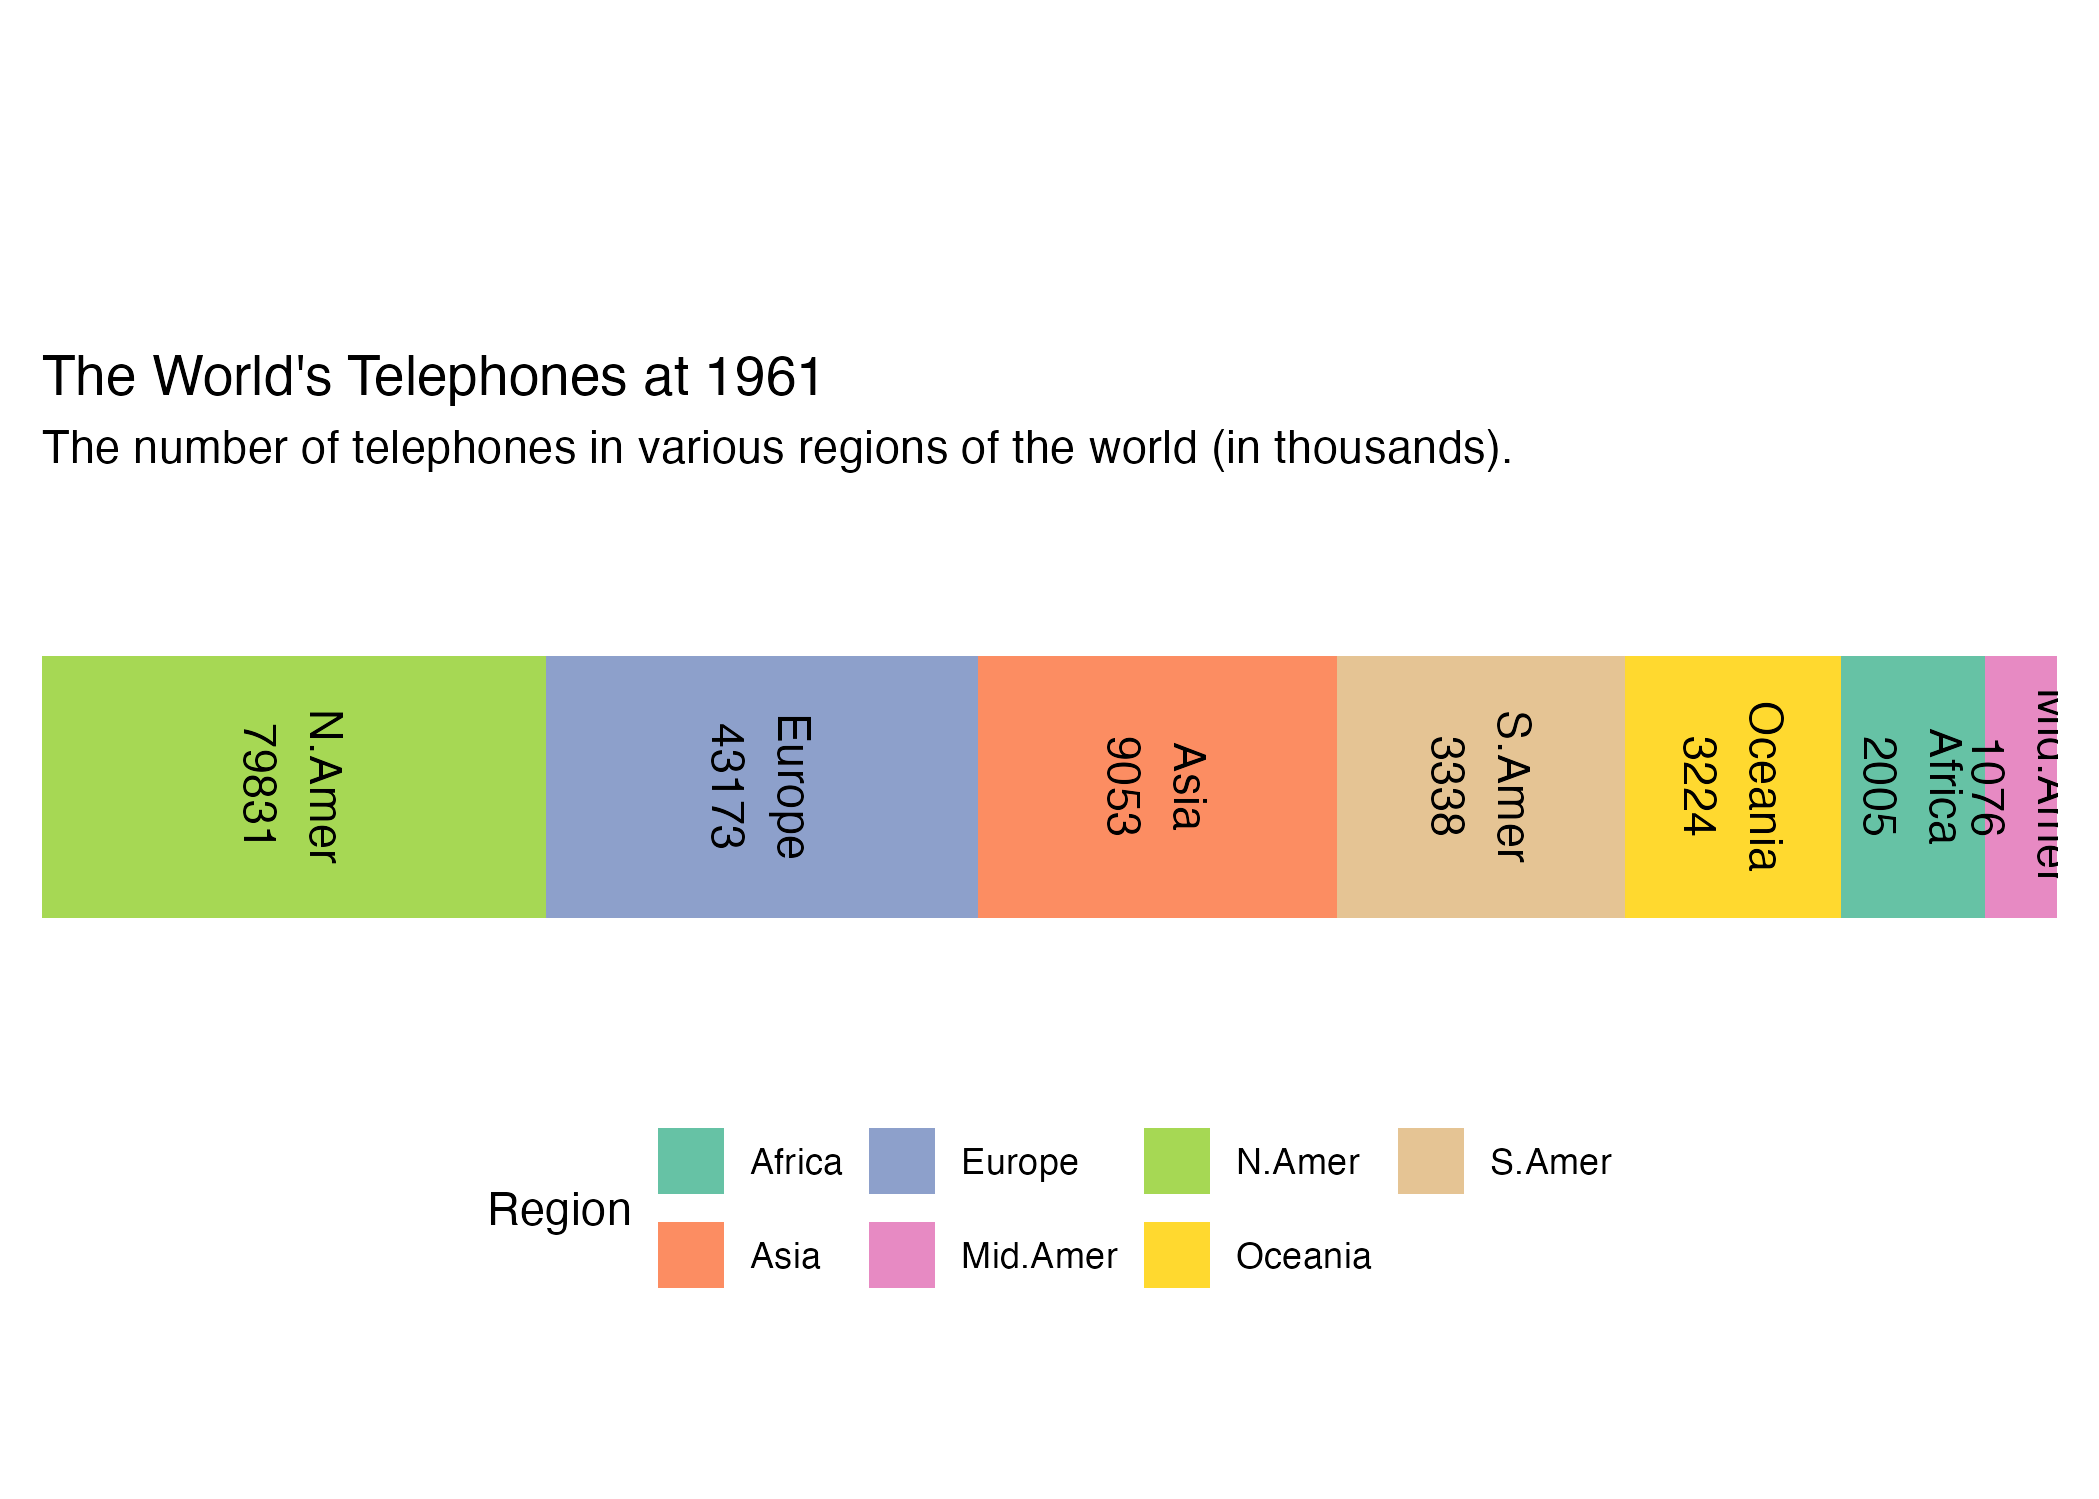 The World's Telephones at 1961
The number of telephones in various regions of the world (in thousands).
N.Amer
79831
Europe
43173
Asia
9053
S.Amer
3338
Oceania
3224
Africa
2005
Mid.Amer
1076
Region
Africa
Europe
N.Amer
S.Amer
Asia
Mid.Amer
Oceania